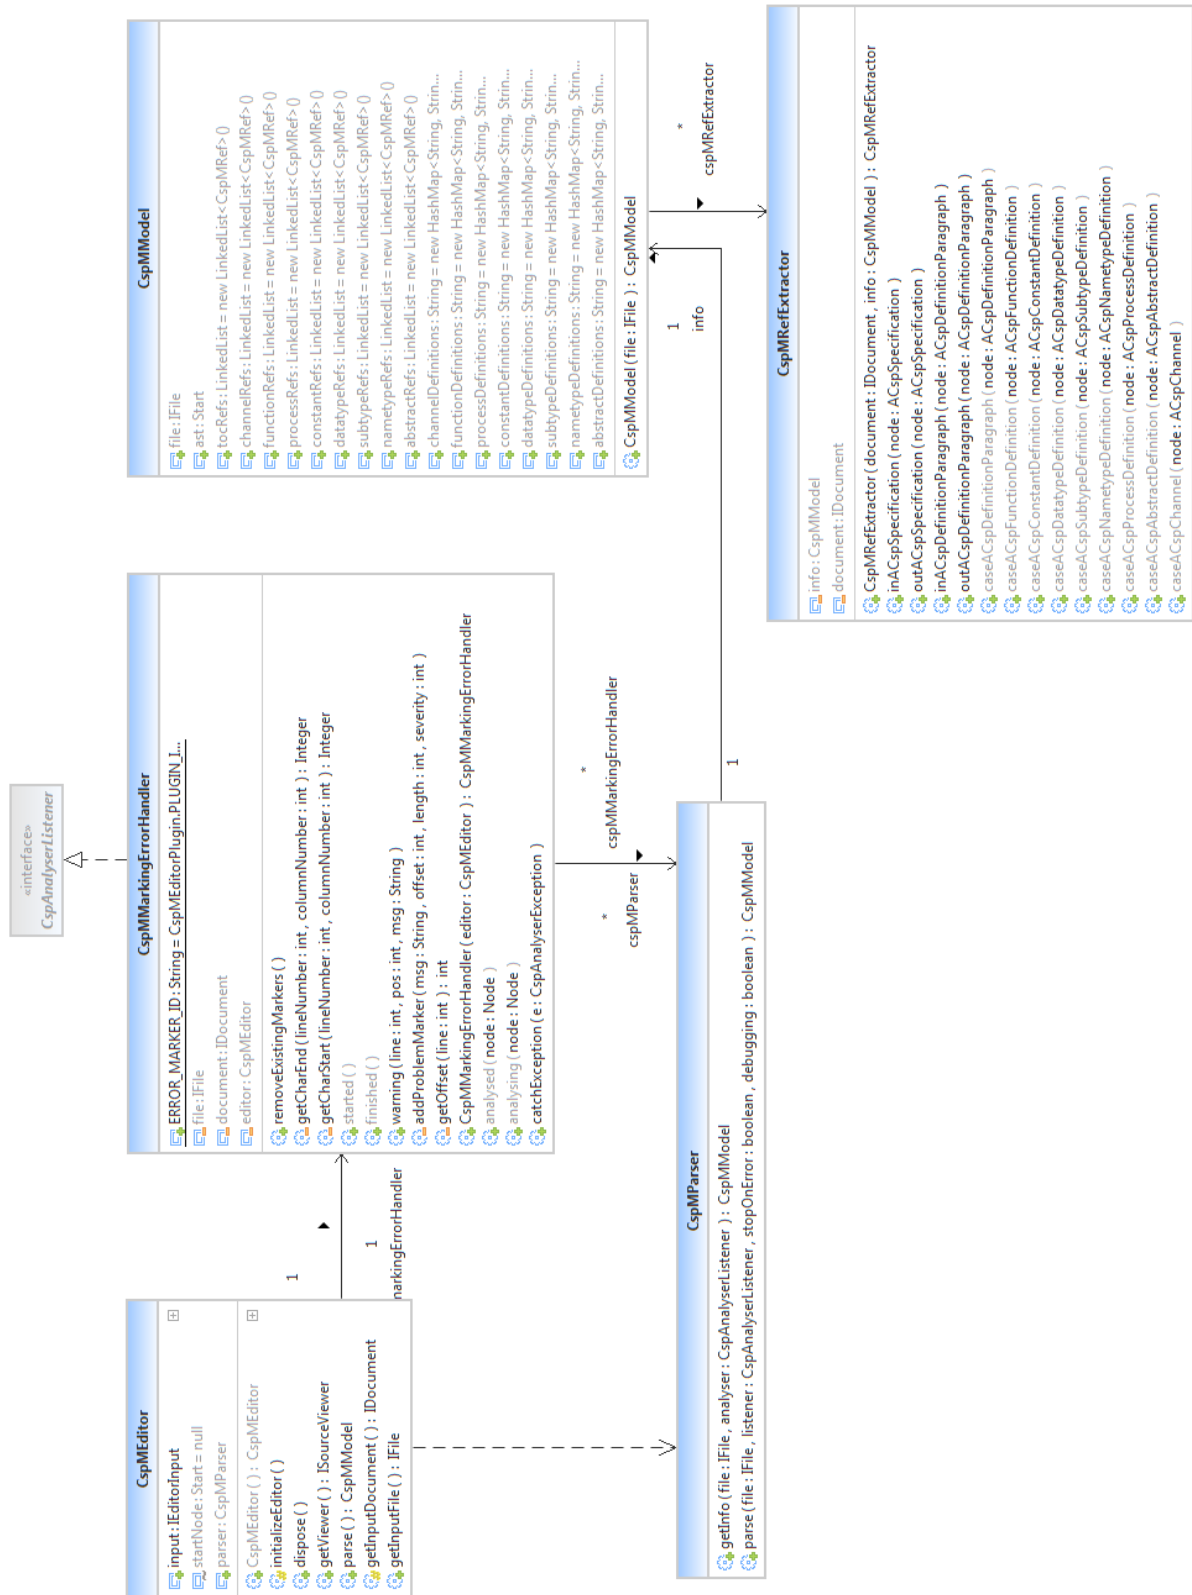 «interface»
CspAnalyserListener
CspMEditor
input : IEditorInput
startNode : Start = null
parser : CspMParser
CspMEditor ( ) : CspMEditor
initializeEditor ( )
dispose ( )
getViewer ( ) : ISourceViewer
parse ( ) : CspMModel
getInputDocument ( ) : IDocument
getInputFile ( ) : IFile
1
1
narkingErrorHandler
CspMMarkingErrorHandler
ERROR_MARKER_ID : String = CspMEditorPlugin.PLUGIN_I...
file : IFile
document : IDocument
editor : CspMEditor
removeExistingMarkers ( )
getCharEnd ( lineNumber : int , columnNumber : int ) : Integer
getCharStart ( lineNumber : int , columnNumber : int ) : Integer
started ( )
finished ( )
warning ( line : int , pos : int , msg : String )
addProblemMarker ( msg : String , offset : int , length : int , severity : int )
getOffset ( line : int ) : int
CspMMarkingErrorHandler ( editor : CspMEditor ) : CspMMarkingErrorHandler
analysed ( node : Node )
analysing ( node : Node )
catchException ( e : CspAnalyserException )
*
cspMMarkingErrorHandler
*
cspMParser
CspMModel
file : IFile
ast : Start
tocRefs : LinkedList = new LinkedList<CspMRef> ()
channelRefs : LinkedList = new LinkedList<CspMRef> ()
functionRefs : LinkedList = new LinkedList<CspMRef> ()
processRefs : LinkedList = new LinkedList<CspMRef> ()
constantRefs : LinkedList = new LinkedList<CspMRef> ()
datatypeRefs : LinkedList = new LinkedList<CspMRef> ()
subtypeRefs : LinkedList = new LinkedList<CspMRef> ()
nametypeRefs : LinkedList = new LinkedList<CspMRef> ()
abstractRefs : LinkedList = new LinkedList<CspMRef> ()
channelDefinitions : String = new HashMap<String, Strin...
functionDefinitions : String = new HashMap<String, Strin...
processDefinitions : String = new HashMap<String, Strin...
constantDefinitions : String = new HashMap<String, Strin...
datatypeDefinitions : String = new HashMap<String, Strin...
subtypeDefinitions : String = new HashMap<String, Strin...
nametypeDefinitions : String = new HashMap<String, Strin...
abstractDefinitions : String = new HashMap<String, Strin...
CspMModel ( file : IFile ) : CspMModel
1
info
1
*
cspMRefExtractor
CspMParser
getInfo ( file : IFile , analyser : CspAnalyserListener ) : CspMModel
parse ( file : IFile , listener : CspAnalyserListener , stopOnError : boolean , debugging : boolean ) : CspMModel
CspMRefExtractor
info : CspMModel
document : IDocument
CspMRefExtractor ( document : IDocument , info : CspMModel ) : CspMRefExtractor
inACspSpecification ( node : ACspSpecification )
outACspSpecification ( node : ACspSpecification )
inACspDefinitionParagraph ( node : ACspDefinitionParagraph )
outACspDefinitionParagraph ( node : ACspDefinitionParagraph )
caseACspDefinitionParagraph ( node : ACspDefinitionParagraph )
caseACspFunctionDefinition ( node : ACspFunctionDefinition )
caseACspConstantDefinition ( node : ACspConstantDefinition )
caseACspDatatypeDefinition ( node : ACspDatatypeDefinition )
caseACspSubtypeDefinition ( node : ACspSubtypeDefinition )
caseACspNametypeDefinition ( node : ACspNametypeDefinition )
caseACspProcessDefinition ( node : ACspProcessDefinition )
caseACspAbstractDefinition ( node : ACspAbstractDefinition )
caseACspChannel ( node : ACspChannel )